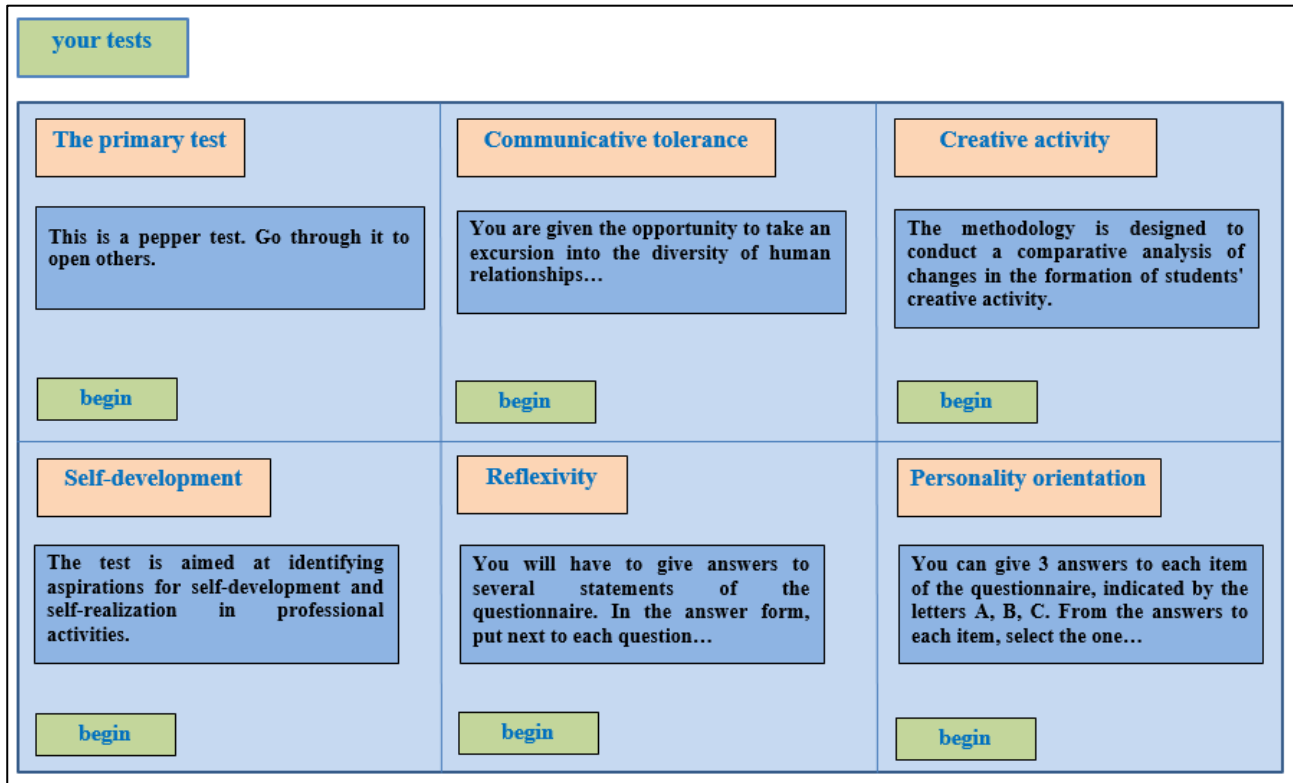 your tests
The primary test
This is a pepper test. Go through it to
open others.
begin
Communicative tolerance
You are given the opportunity to take an
excursion into the diversity of human
relationships…
begin
Creative activity
The methodology is designed to
conduct a comparative analysis of
changes in the formation of students'
creative activity.
begin
Self-development
The test is aimed at identifying
aspirations for self-development and
self-realization in professional
activities.
begin
Reflexivity
You will have to give answers to
several statements of the
questionnaire. In the answer form,
put next to each question…
begin
Personality orientation
You can give 3 answers to each item
of the questionnaire, indicated by the
letters A, B, C. From the answers to
each item, select the one…
begin